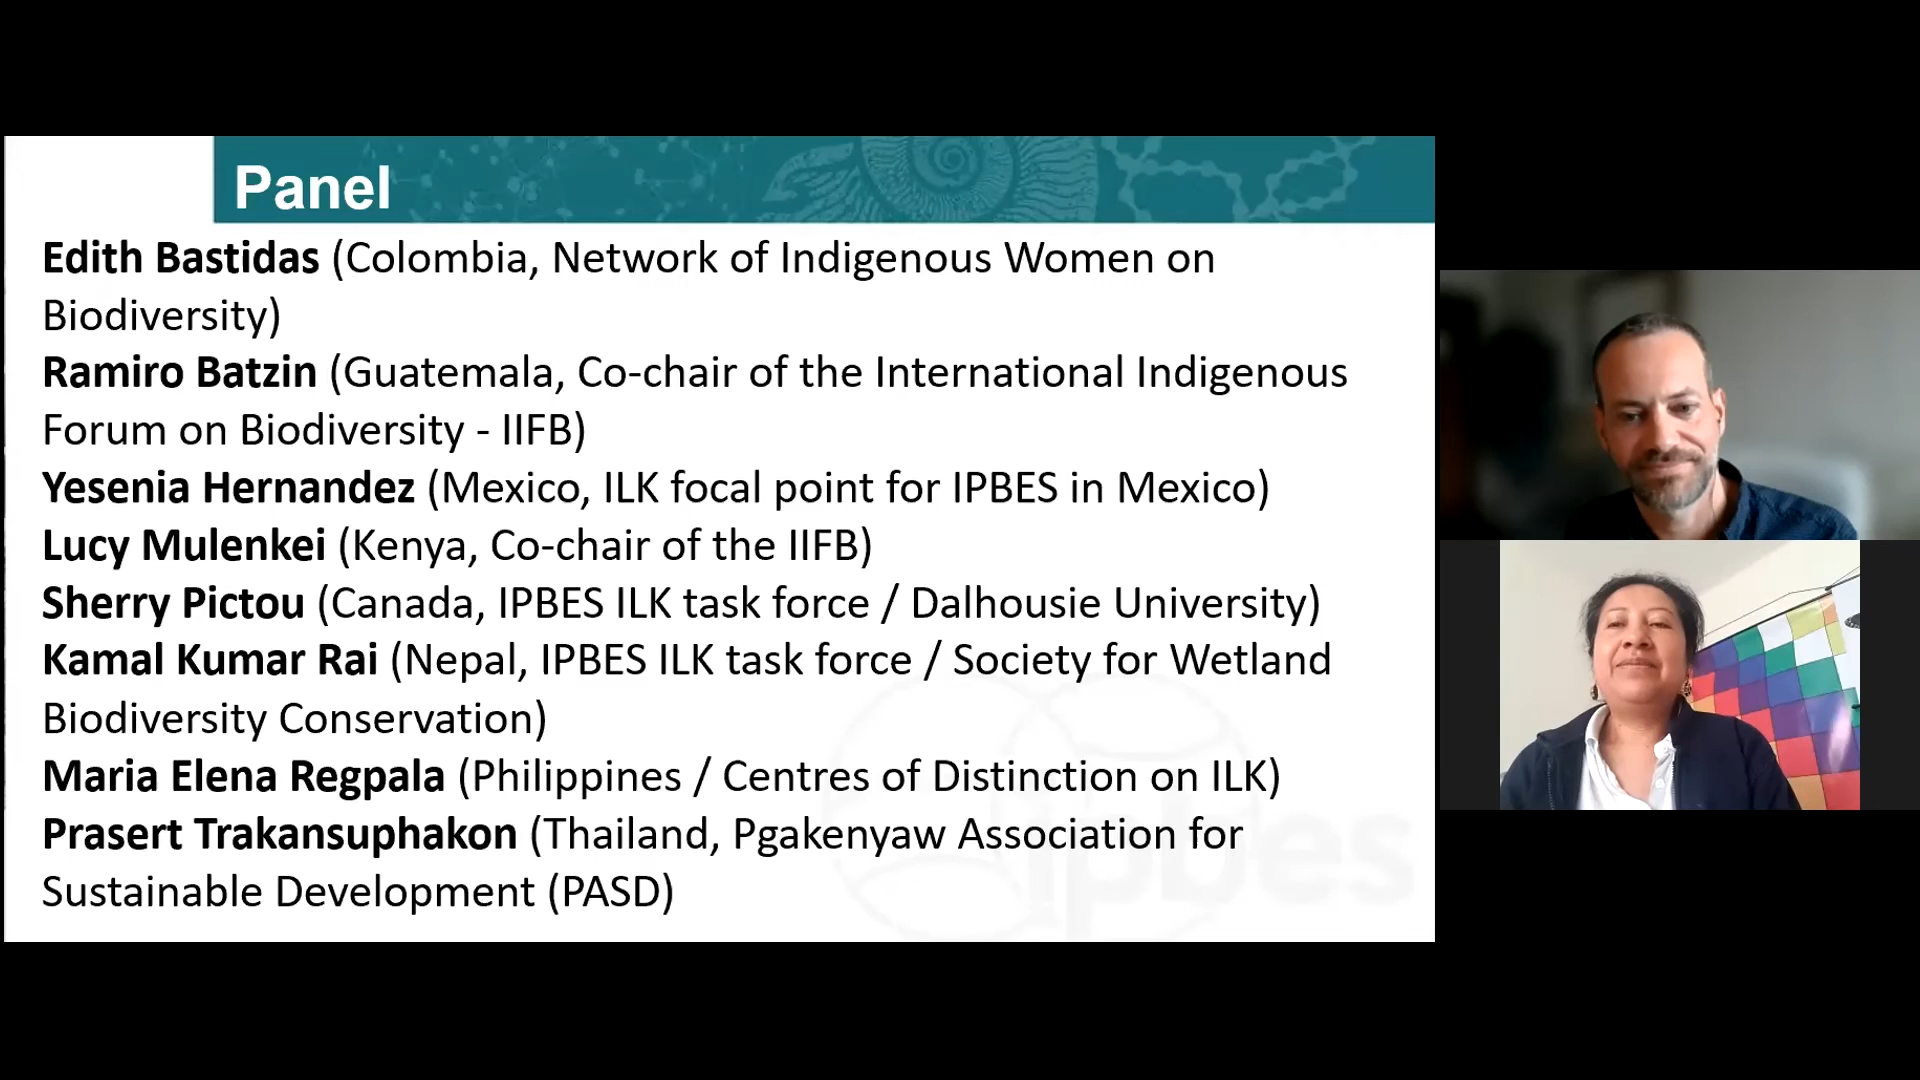 Panel
Edith Bastidas (Colombia, Network of Indigenous Women on
Biodiversity)
Ramiro Batzin (Guatemala, Co-chair of the International Indigenous
Forum on Biodiversity - IIFB)
Yesenia Hernandez (Mexico, ILK focal point for IPBES in Mexico)
Lucy Mulenkei (Kenya, Co-chair of the IIFB)
Sherry Pictou (Canada, IPBES ILK task force / Dalhousie University)
Kamal Kumar Rai (Nepal, IPBES ILK task force / Society for Wetland
Biodiversity Conservation)
Maria Elena Regpala (Philippines / Centres of Distinction on ILK)
Prasert Trakansuphakon (Thailand, Pgakenyaw Association for
Sustainable Development (PASD)
ipbes